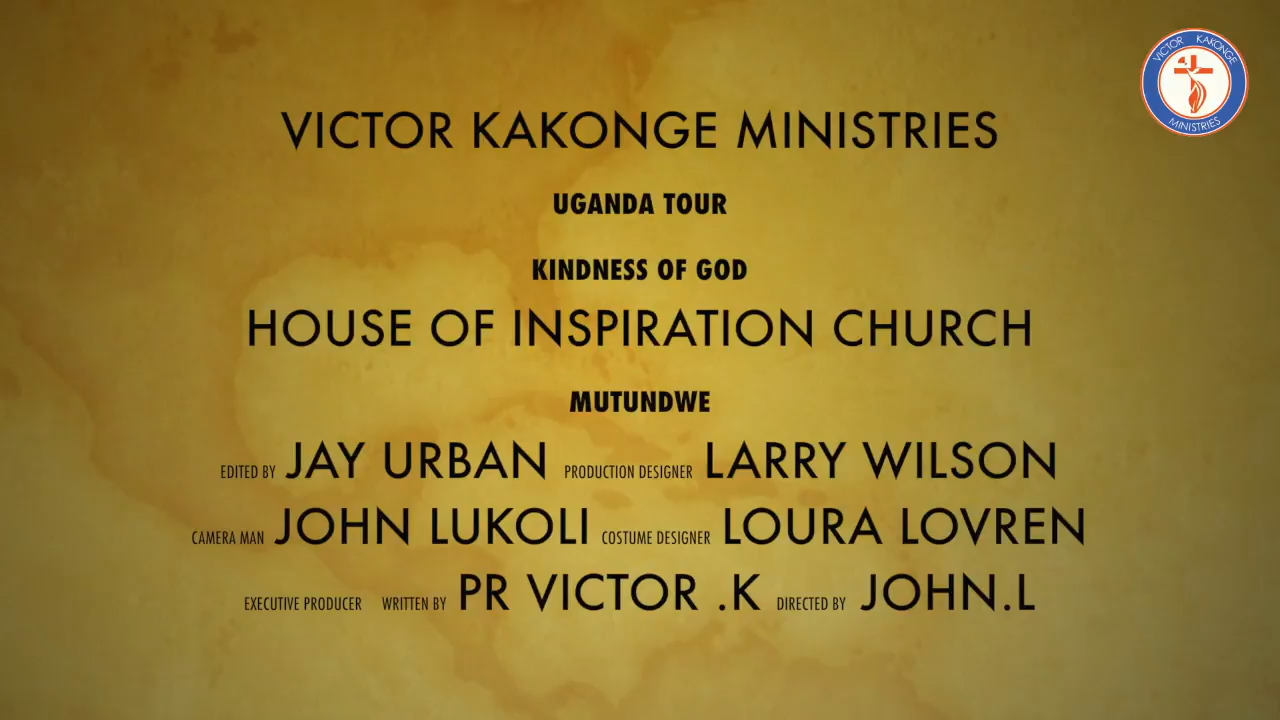 VICTOR KAKONGE
MINISTRIES
VICTOR KAKONGE MINISTRIES
UGANDA TOUR
KINDNESS OF GOD
HOUSE OF INSPIRATION CHURCH
MUTUNDWE
EDITED BY JAY URBAN PRODUCTION DESIGNER LARRY WILSON
CAMERA MAN JOHN LUKOLI COSTUME DESIGNER LOURA LOVREN
EXECUTIVE PRODUCER WRITTEN BY PR VICTOR .K DIRECTED BY JOHN.L